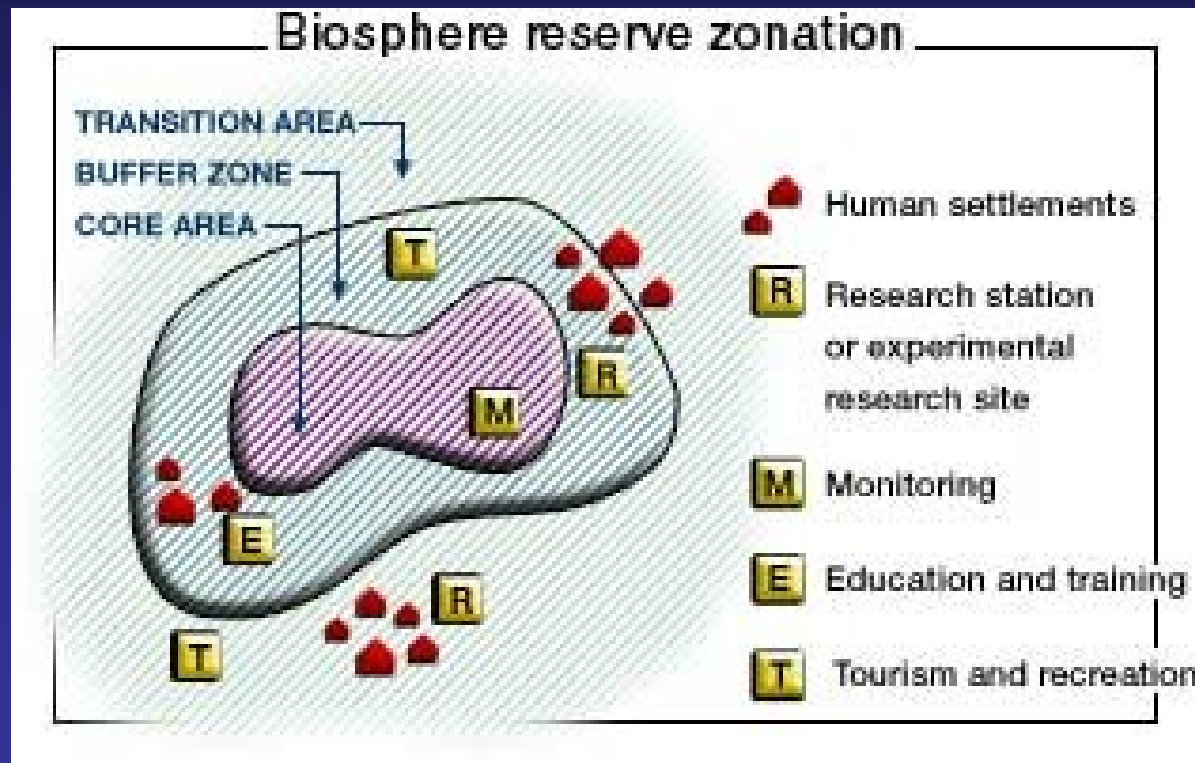 Biosphere reserve zonation
TRANSITION AREA
BUFFER ZONE
CORE AREA
T
R
M
E
R
T
Human settlements
R Research station
or experimental
research site
M Monitoring
E Education and training
T Tourism and recreation